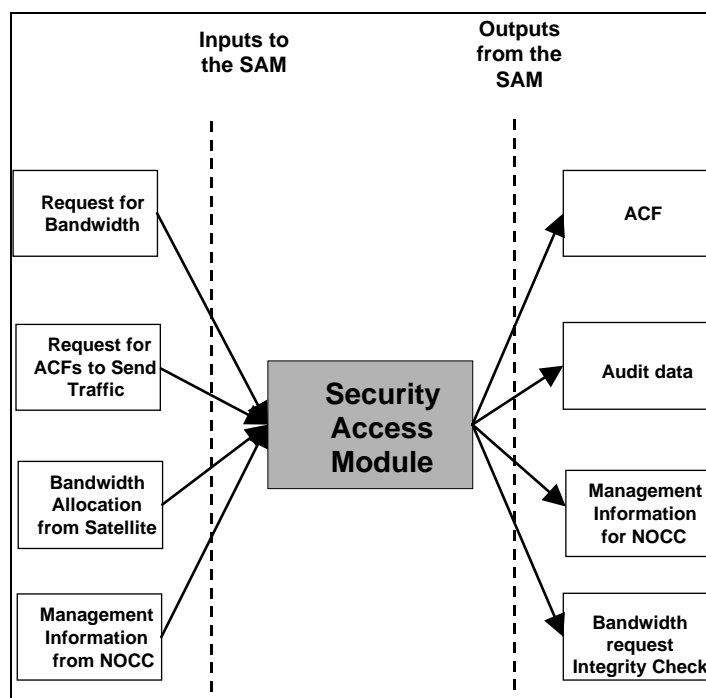 Inputs to
the SAM
Outputs
from the
SAM
Request for
Bandwidth
Request for
ACFs to Send
Traffic
Bandwidth
Allocation
from Satellite
Management
Information
from NOCC
Security
Access
Module
ACF
Audit data
Management
Information
for NOCC
Bandwidth
request
Integrity Check